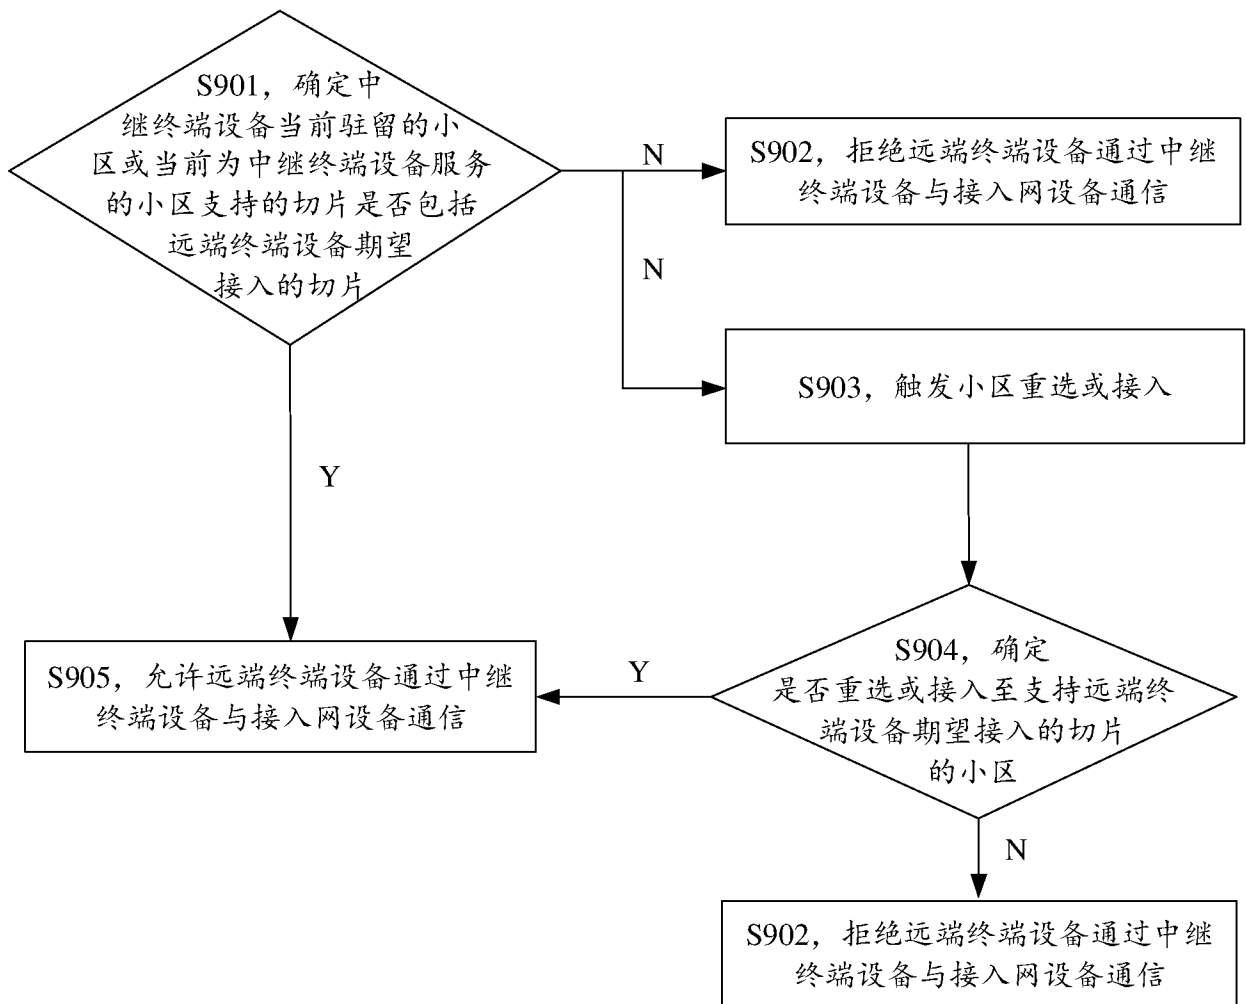 S901，确定中
继终端设备当前驻留的小
区或当前为中继终端设备服务
的小区支持的切片是否包括
远端终端设备期望
接入的切片
N
S902，拒绝远端终端设备通过中继
终端设备与接入网设备通信
N
S903，触发小区重选或接入
Y
S904，确定
是否重选或接入至支持远端终
端设备期望接入的切片
的小区
Y
S905，允许远端终端设备通过中继
终端设备与接入网设备通信
N
S902，拒绝远端终端设备通过中继
终端设备与接入网设备通信